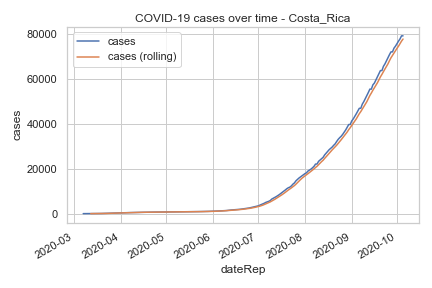 COVID-19 cases over time - Costa_Rica
cases
cases (rolling)
80000
60000
40000
20000
0
cases
2020-03
2020-04
2020-05
2020-06
2020-07
2020-08
2020-09
2020-10
dateRep